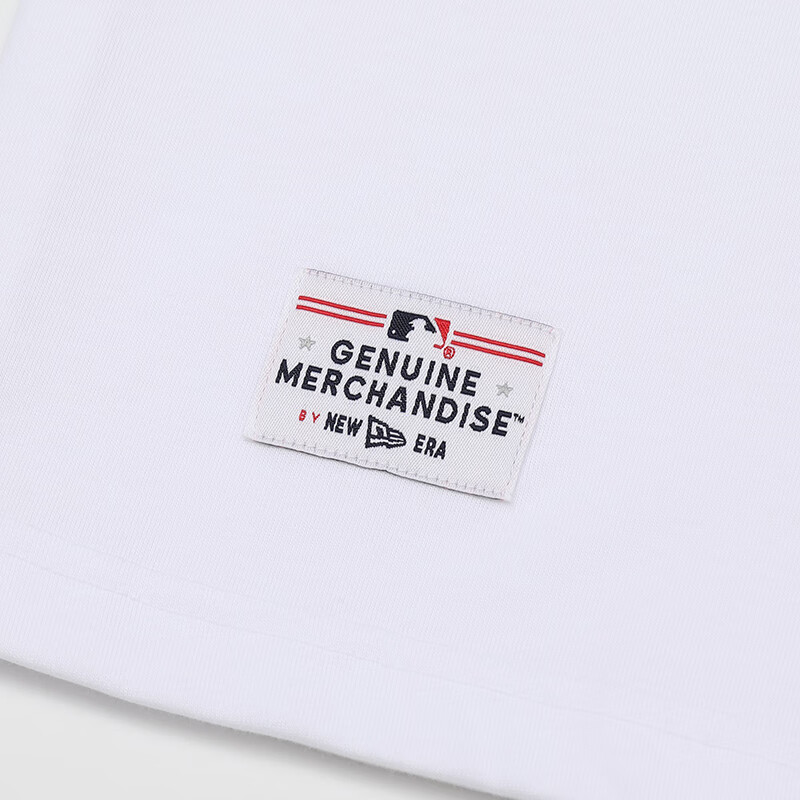 ®
GENUINE
MERCHANDISE™
BY NEW ERA